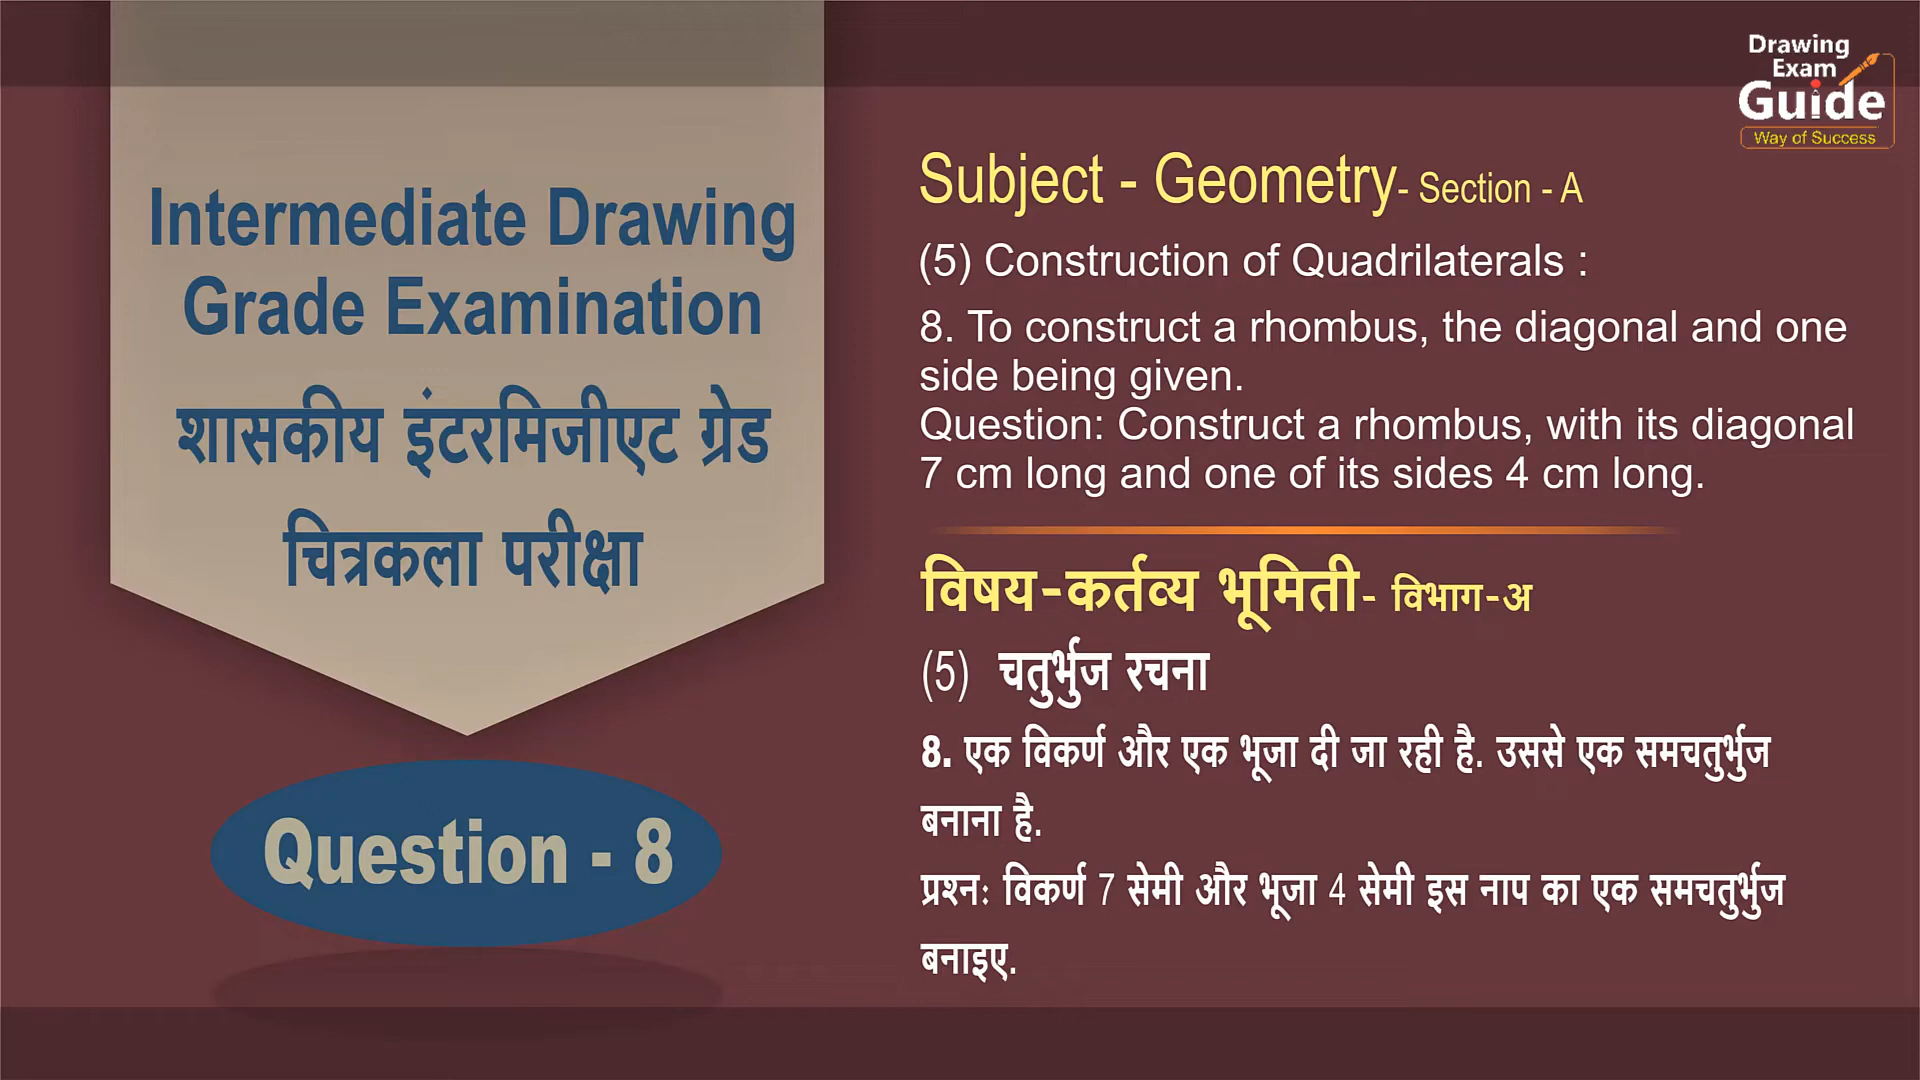 Drawing
Exam
Guide
Way of Success
Intermediate Drawing
Grade Examination
शासकीय इंटरमिजीएट ग्रेड
चित्रकला परीक्षा
Question - 8
Subject - Geometry- Section - A
(5) Construction of Quadrilaterals :
8. To construct a rhombus, the diagonal and one
side being given.
Question: Construct a rhombus, with its diagonal
7 cm long and one of its sides 4 cm long.
विषय-कर्तव्य भूमिती- विभाग-अ
(5) चतुर्भुज रचना
8. एक विकर्ण और एक भूजा दी जा रही है. उससे एक समचतुर्भुज
बनाना है.
प्रश्नः विकर्ण 7 सेमी और भूजा 4 सेमी इस नाप का एक समचतुर्भुज
बनाइए.